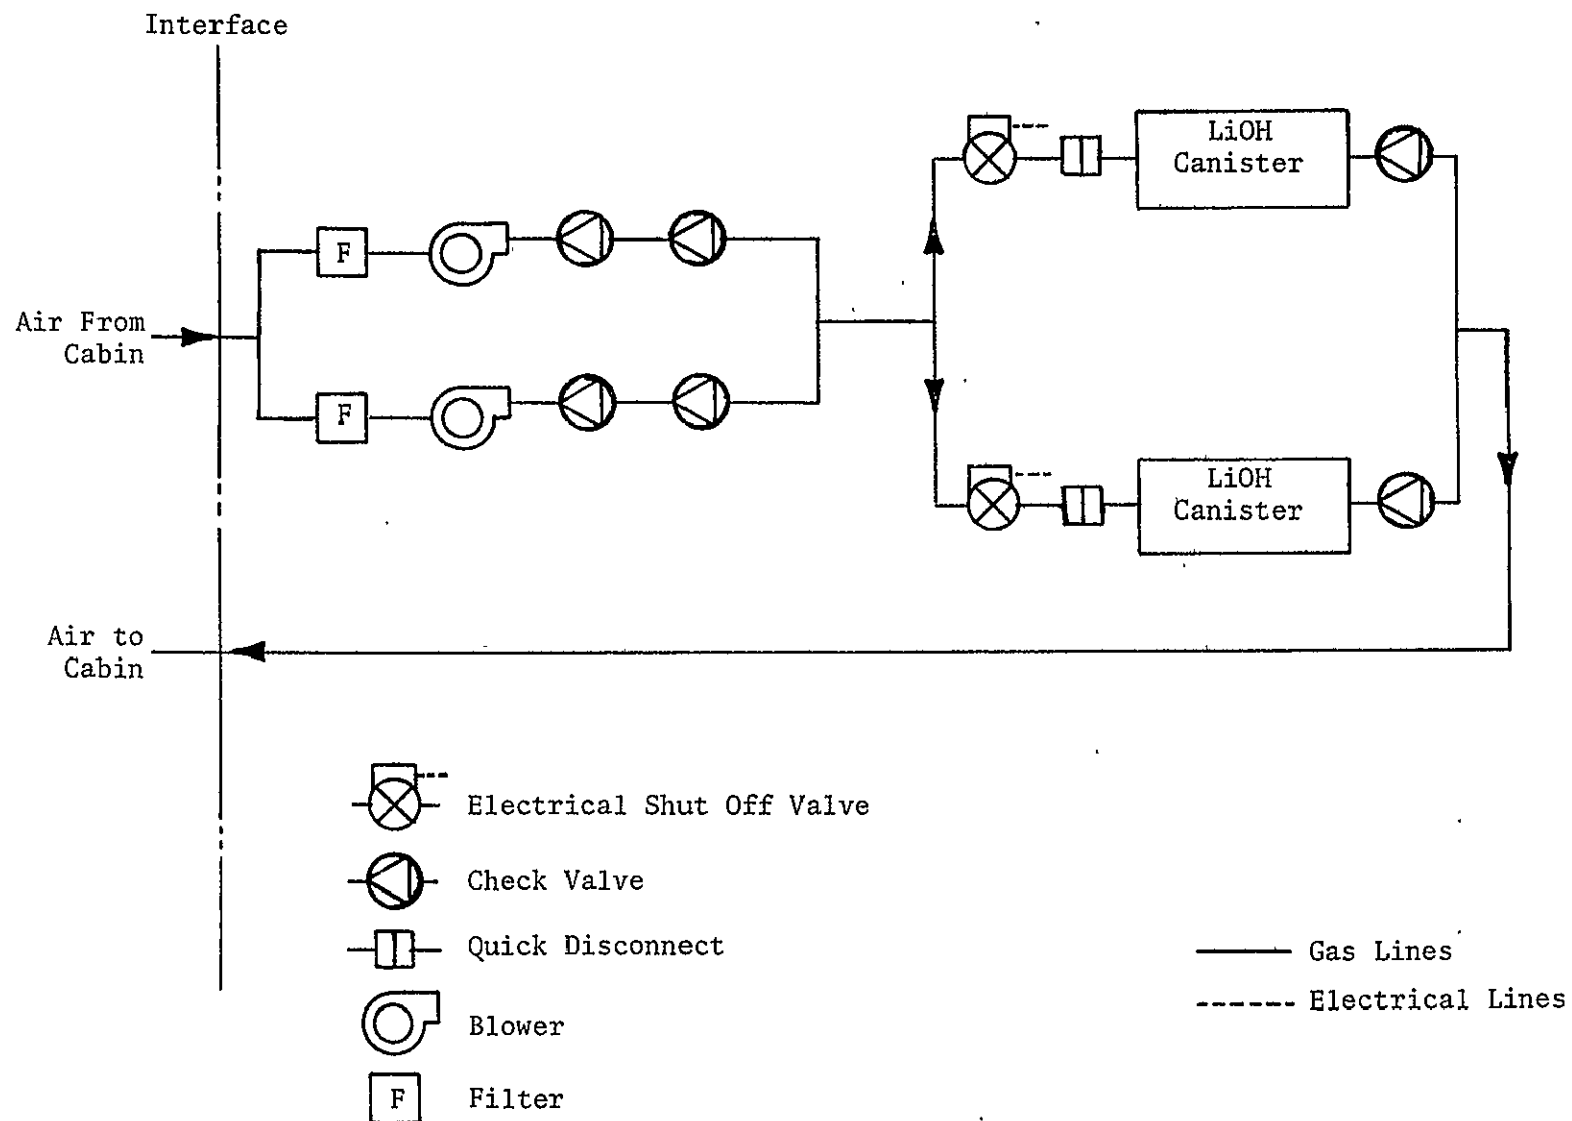 Interface
LiOH
Canister
F
Air From
Cabin
F
LiOH
Canister
Air to
Cabin
Electrical Shut Off Valve
Check Valve
Quick Disconnect
Gas Lines
Electrical Lines
Blower
F
Filter